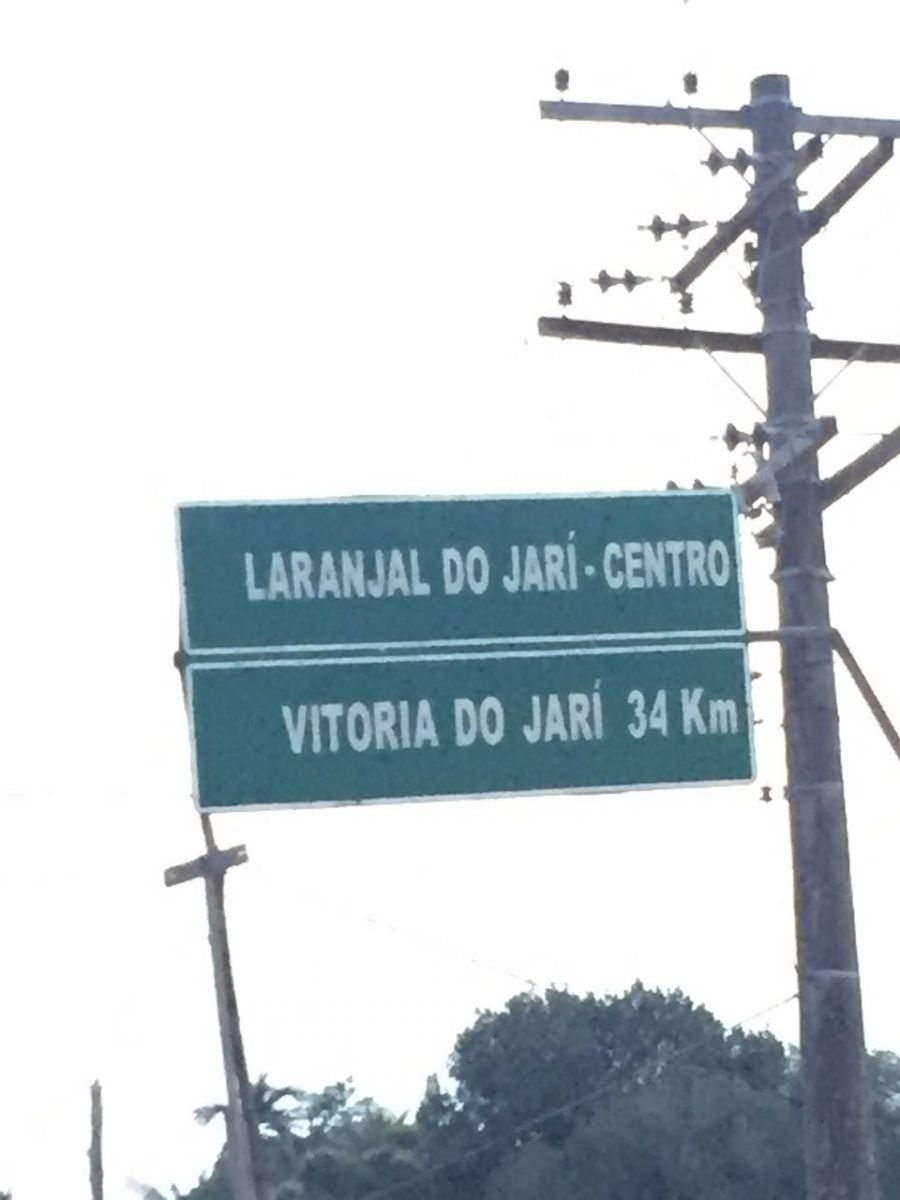 LARANJAL DO JARÍ - CENTRO
VITORIA DO JARÍ 34 Km